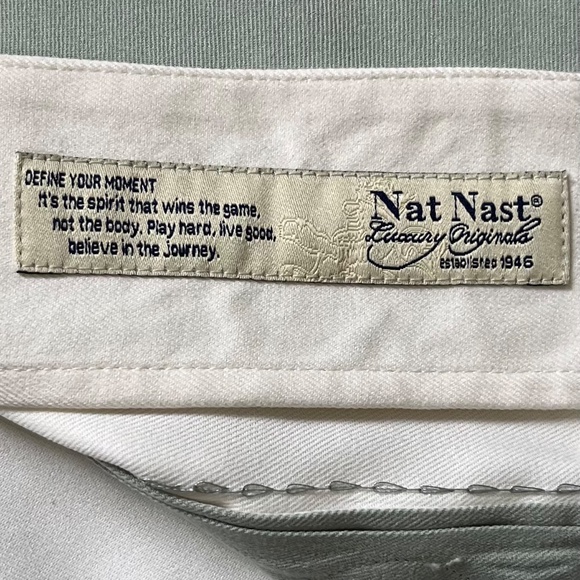 DEFINE YOUR MOMENT
It's the spirit that wins the game,
not the body. Play hard, live good,
believe in the Journey.
Nat Nast®
Luxury Originals
established 1946